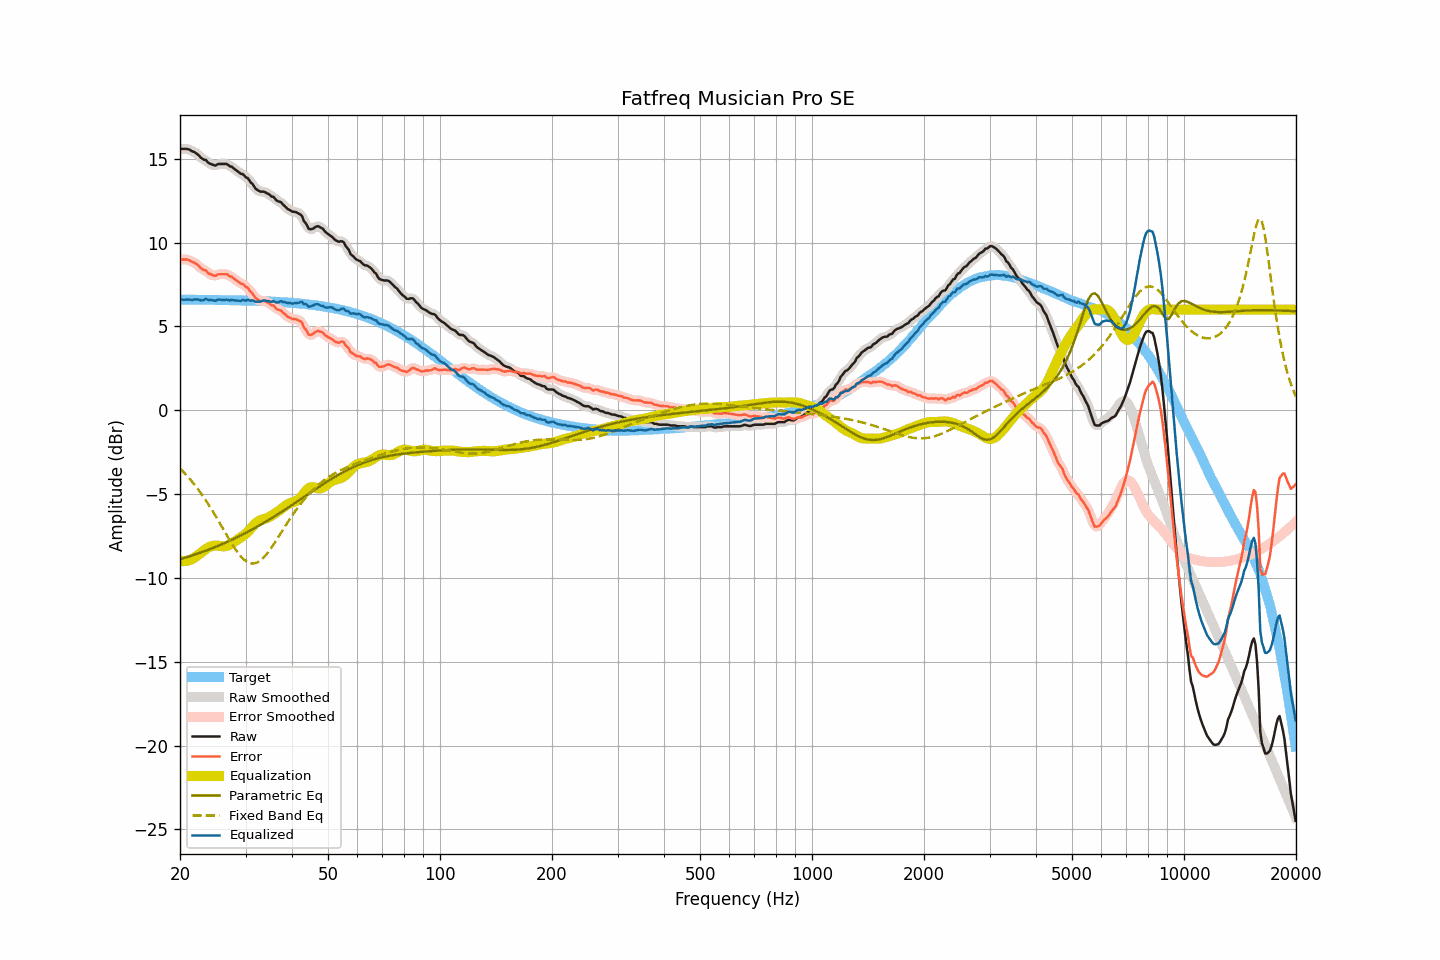 Fatfreq Musician Pro SE
15
10
5
0
−5
−10
−15
−20
−25
Amplitude (dBr)
Target
Raw Smoothed
Error Smoothed
Raw
Error
Equalization
Parametric Eq
Fixed Band Eq
Equalized
20 50 100 200 500 1000 2000 5000 10000 20000
Frequency (Hz)